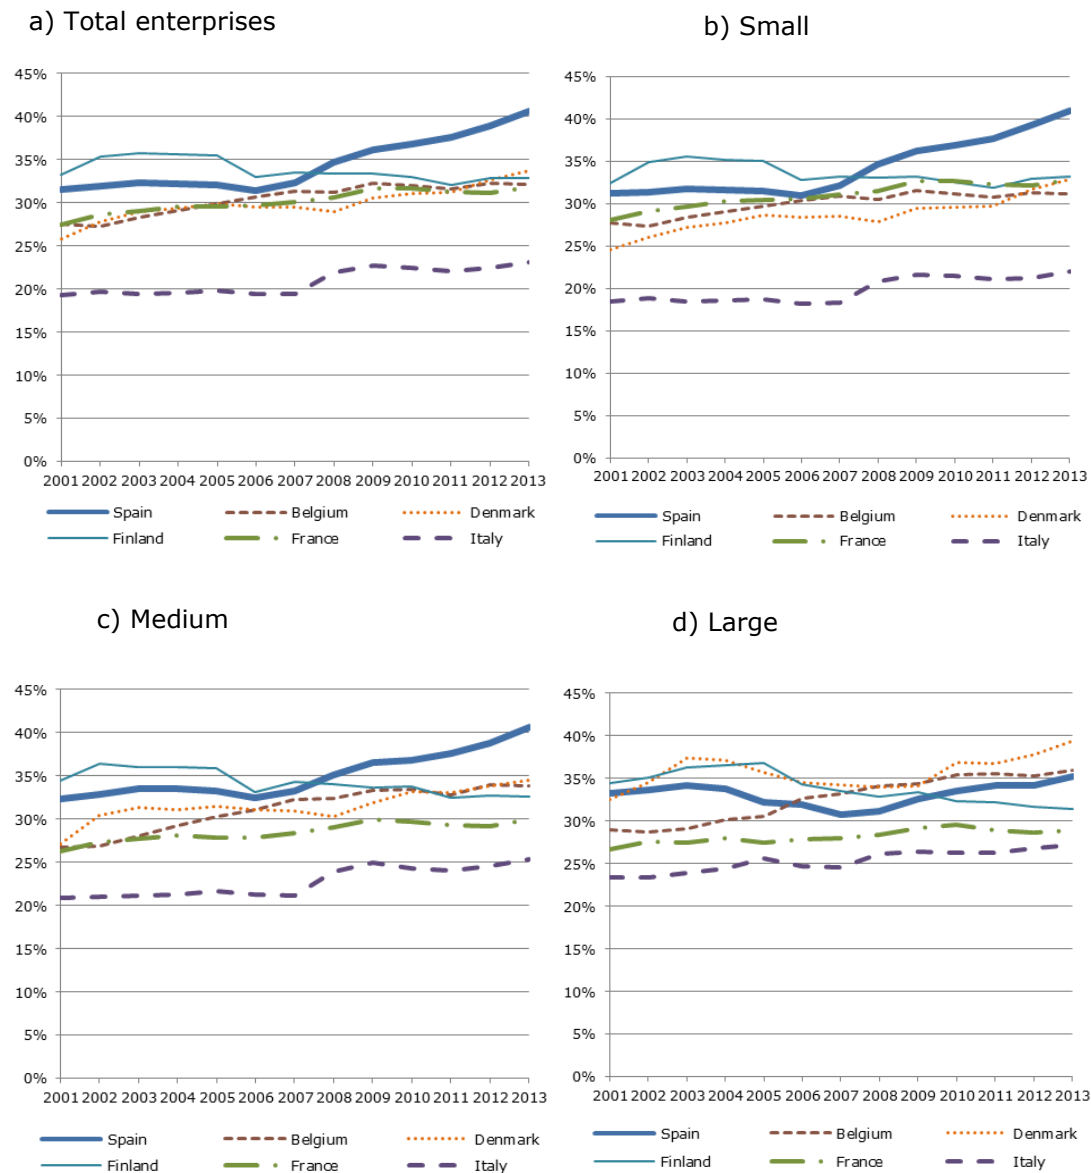 a) Total enterprises
45%
40%
35%
30%
25%
20%
15%
10%
5%
0%
2001 2002 2003 2004 2005 2006 2007 2008 2009 2010 2011 2012 2013
Spain Belgium Denmark
Finland France Italy
b) Small
45%
40%
35%
30%
25%
20%
15%
10%
5%
0%
2001 2002 2003 2004 2005 2006 2007 2008 2009 2010 2011 2012 2013
Spain Belgium Denmark
Finland France Italy
c) Medium
45%
40%
35%
30%
25%
20%
15%
10%
5%
0%
2001 2002 2003 2004 2005 2006 2007 2008 2009 2010 2011 2012 2013
Spain Belgium Denmark
Finland France Italy
d) Large
45%
40%
35%
30%
25%
20%
15%
10%
5%
0%
2001 2002 2003 2004 2005 2006 2007 2008 2009 2010 2011 2012 2013
Spain Belgium Denmark
Finland France Italy